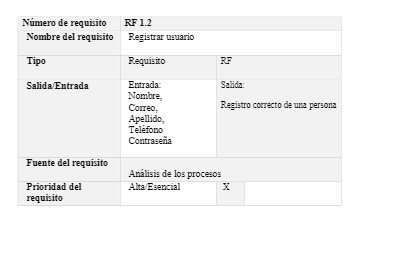 Número de requisito RF 1.2
Nombre del requisito Registrar usuario
Tipo Requisito RF
Salida/Entrada Entrada: Salida:
Nombre,
Correo, Registro correcto de una persona
Apellido,
Teléfono
Contraseña
Fuente del requisito
Análisis de los procesos
Prioridad del Alta/Esencial X
requisito